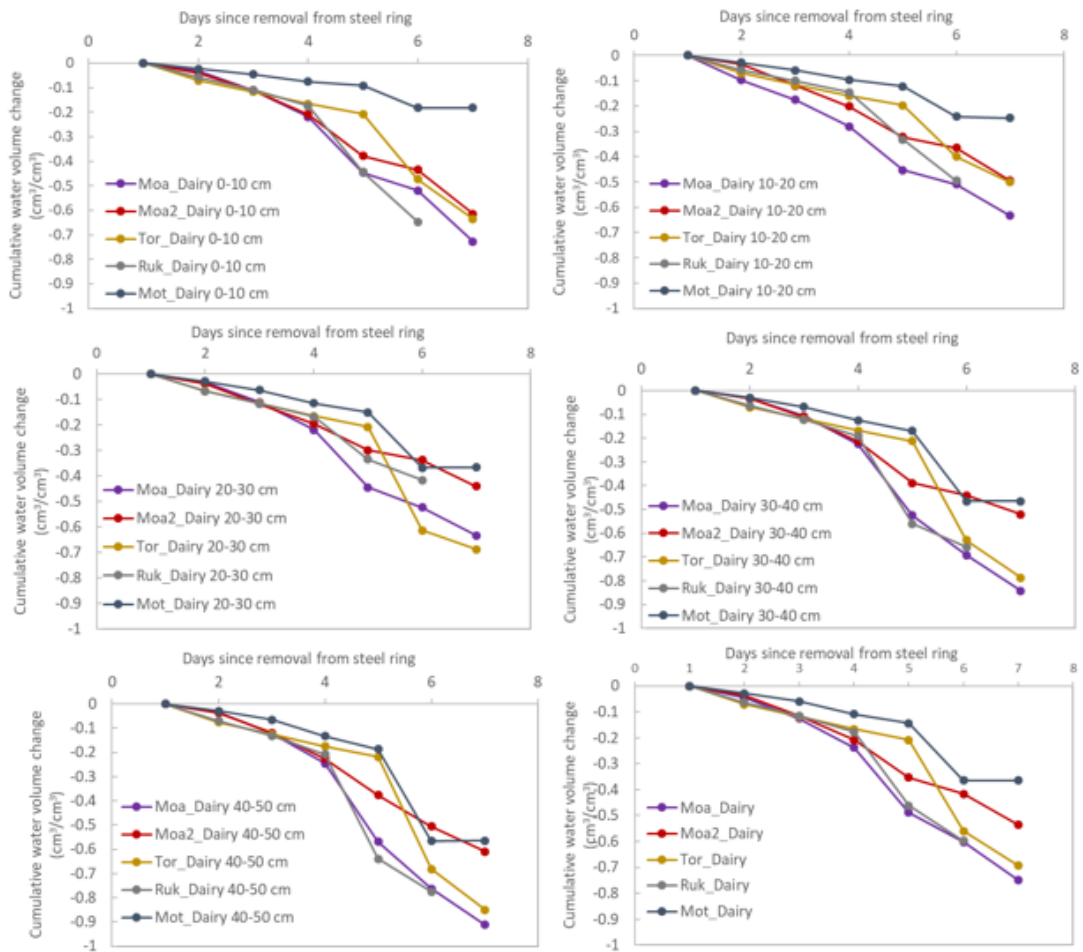 Days since removal from steel ring
0 2 4 6 8
0
-0.1
-0.2
-0.3
-0.4
-0.5
-0.6
-0.7
-0.8
-0.9
-1
Cumulative water volume change
(cm³/cm³)
Moa_Dairy 0-10 cm
Moa2_Dairy 0-10 cm
Tor_Dairy 0-10 cm
Ruk_Dairy 0-10 cm
Mot_Dairy 0-10 cm
Days since removal from steel ring
0 2 4 6 8
0
-0.1
-0.2
-0.3
-0.4
-0.5
-0.6
-0.7
-0.8
-0.9
-1
Cumulative water volume change
(cm³/cm³)
Moa_Dairy 10-20 cm
Moa2_Dairy 10-20 cm
Tor_Dairy 10-20 cm
Ruk_Dairy 10-20 cm
Mot_Dairy 10-20 cm
Days since removal from steel ring
0 2 4 6 8
0
-0.1
-0.2
-0.3
-0.4
-0.5
-0.6
-0.7
-0.8
-0.9
-1
Cumulative water volume change
(cm³/cm³)
Moa_Dairy 20-30 cm
Moa2_Dairy 20-30 cm
Tor_Dairy 20-30 cm
Ruk_Dairy 20-30 cm
Mot_Dairy 20-30 cm
Days since removal from steel ring
0 2 4 6 8
0
-0.1
-0.2
-0.3
-0.4
-0.5
-0.6
-0.7
-0.8
-0.9
-1
Cumulative water volume change
(cm³/cm³)
Moa_Dairy 30-40 cm
Moa2_Dairy 30-40 cm
Tor_Dairy 30-40 cm
Ruk_Dairy 30-40 cm
Mot_Dairy 30-40 cm
Days since removal from steel ring
0 2 4 6 8
0
-0.1
-0.2
-0.3
-0.4
-0.5
-0.6
-0.7
-0.8
-0.9
-1
Cumulative water volume change
(cm³/cm³)
Moa_Dairy 40-50 cm
Moa2_Dairy 40-50 cm
Tor_Dairy 40-50 cm
Ruk_Dairy 40-50 cm
Mot_Dairy 40-50 cm
Days since removal from steel ring
0 1 2 3 4 5 6 7 8
0
-0.1
-0.2
-0.3
-0.4
-0.5
-0.6
-0.7
-0.8
-0.9
-1
Cumulative water volume change
(cm³/cm³)
Moa_Dairy
Moa2_Dairy
Tor_Dairy
Ruk_Dairy
Mot_Dairy